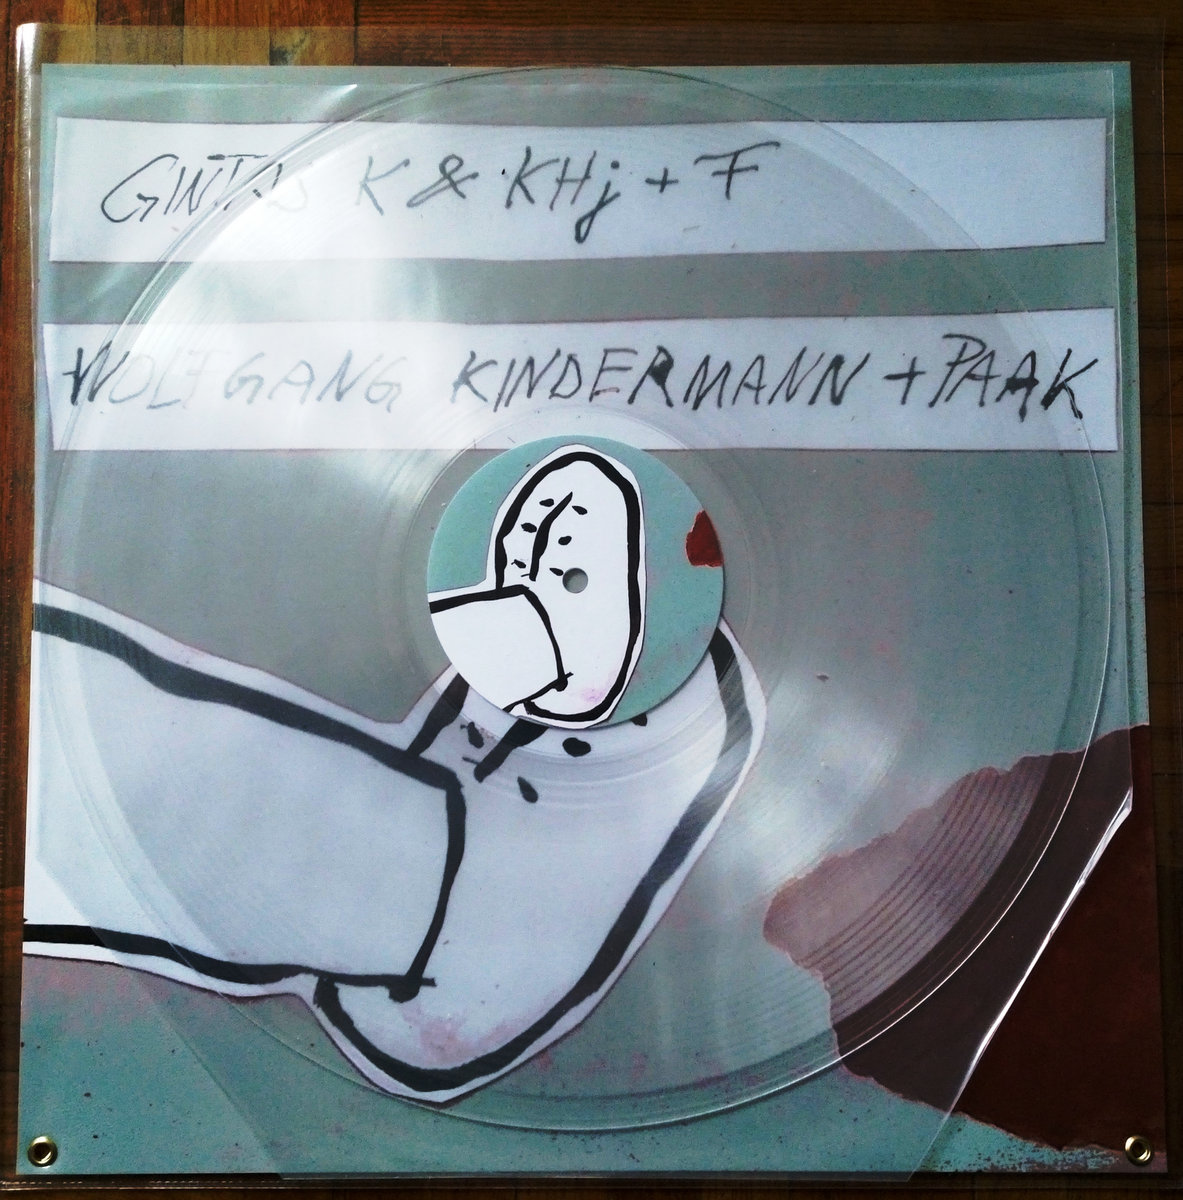 GINTAS K & KHj + F
WOLFGANG KINDERMANN + PAAK